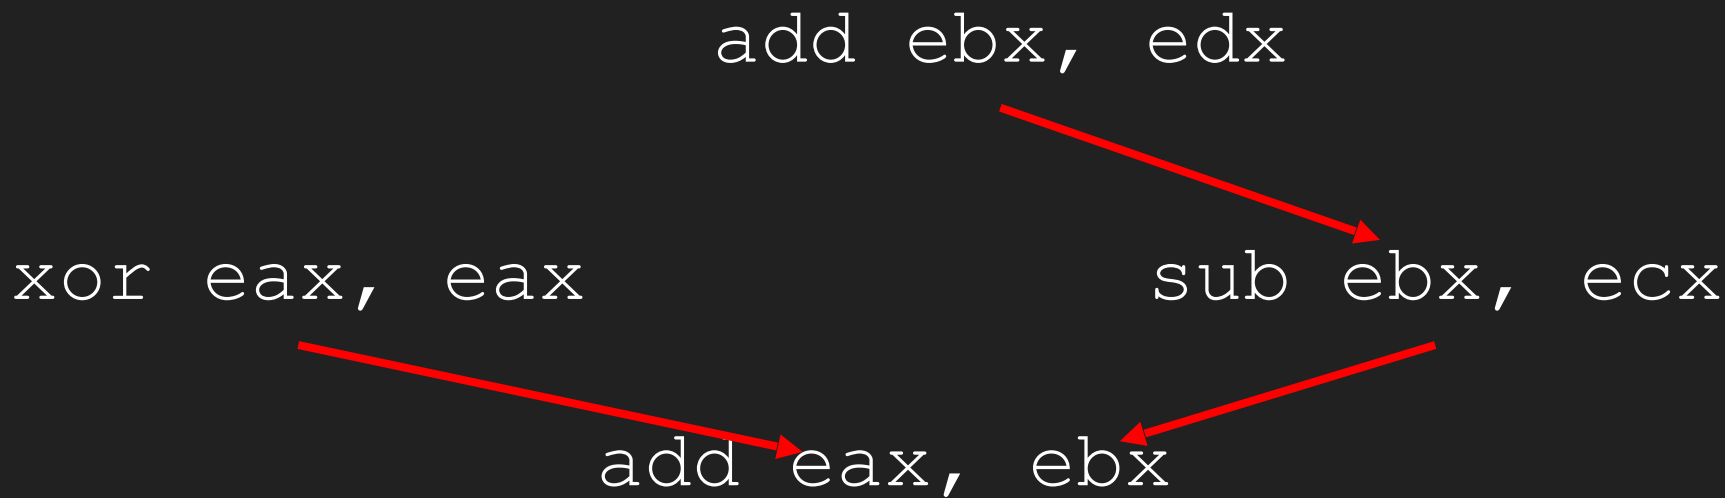 add ebx, edx
xor eax, eax
sub ebx, ecx
add eax, ebx